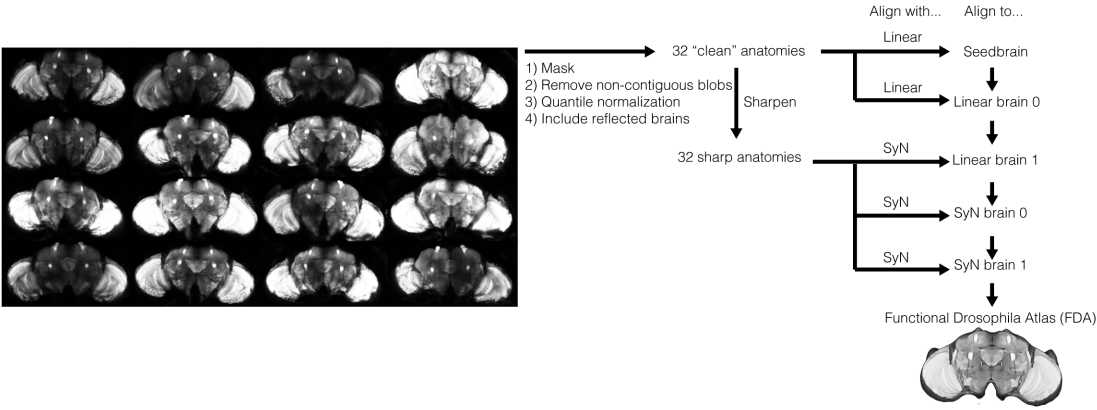 Align with...
Align to...
32 “clean” anatomies
Linear
Seedbrain
1) Mask
2) Remove non-contiguous blobs
3) Quantile normalization
4) Include reflected brains
Sharpen
Linear
Linear brain 0
32 sharp anatomies
SyN
Linear brain 1
SyN
SyN brain 0
SyN
SyN brain 1
Functional Drosophila Atlas (FDA)